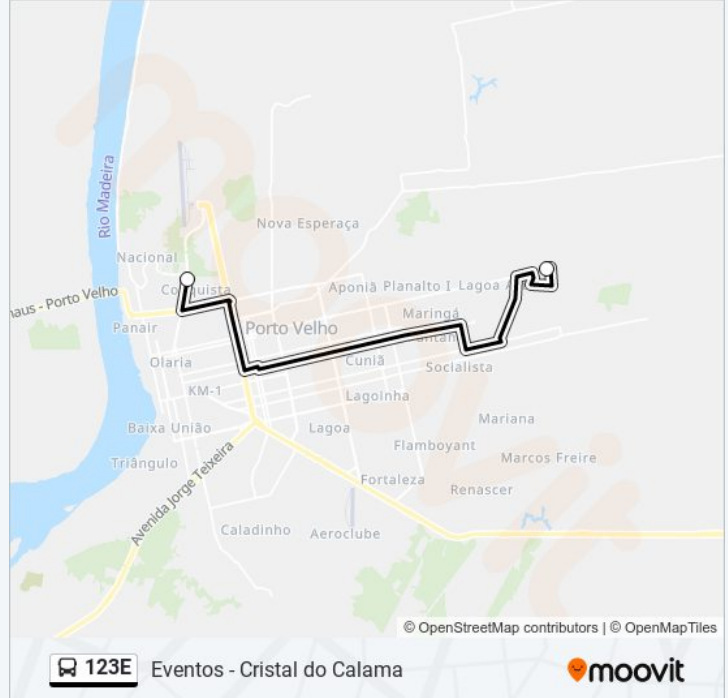 Rio Madeira
Nova Esperaça
Nacional
Conquista
Aponiã Planalto I Lagoa A
haus - Porto Velho
Panair
Maringá
Porto Velho
Olaria
Cuniã
Socialista
KM-1
Lagoinha
Baixa União
Lagoa
Mariana
Flamboyant
Marcos Freire
Triângulo
Avenida Jorge Teixeira
Fortaleza
Renascer
Caladinho
Aeroclube
moovit
© OpenStreetMap contributors | © OpenMapTiles
123E Eventos - Cristal do Calama
moovit